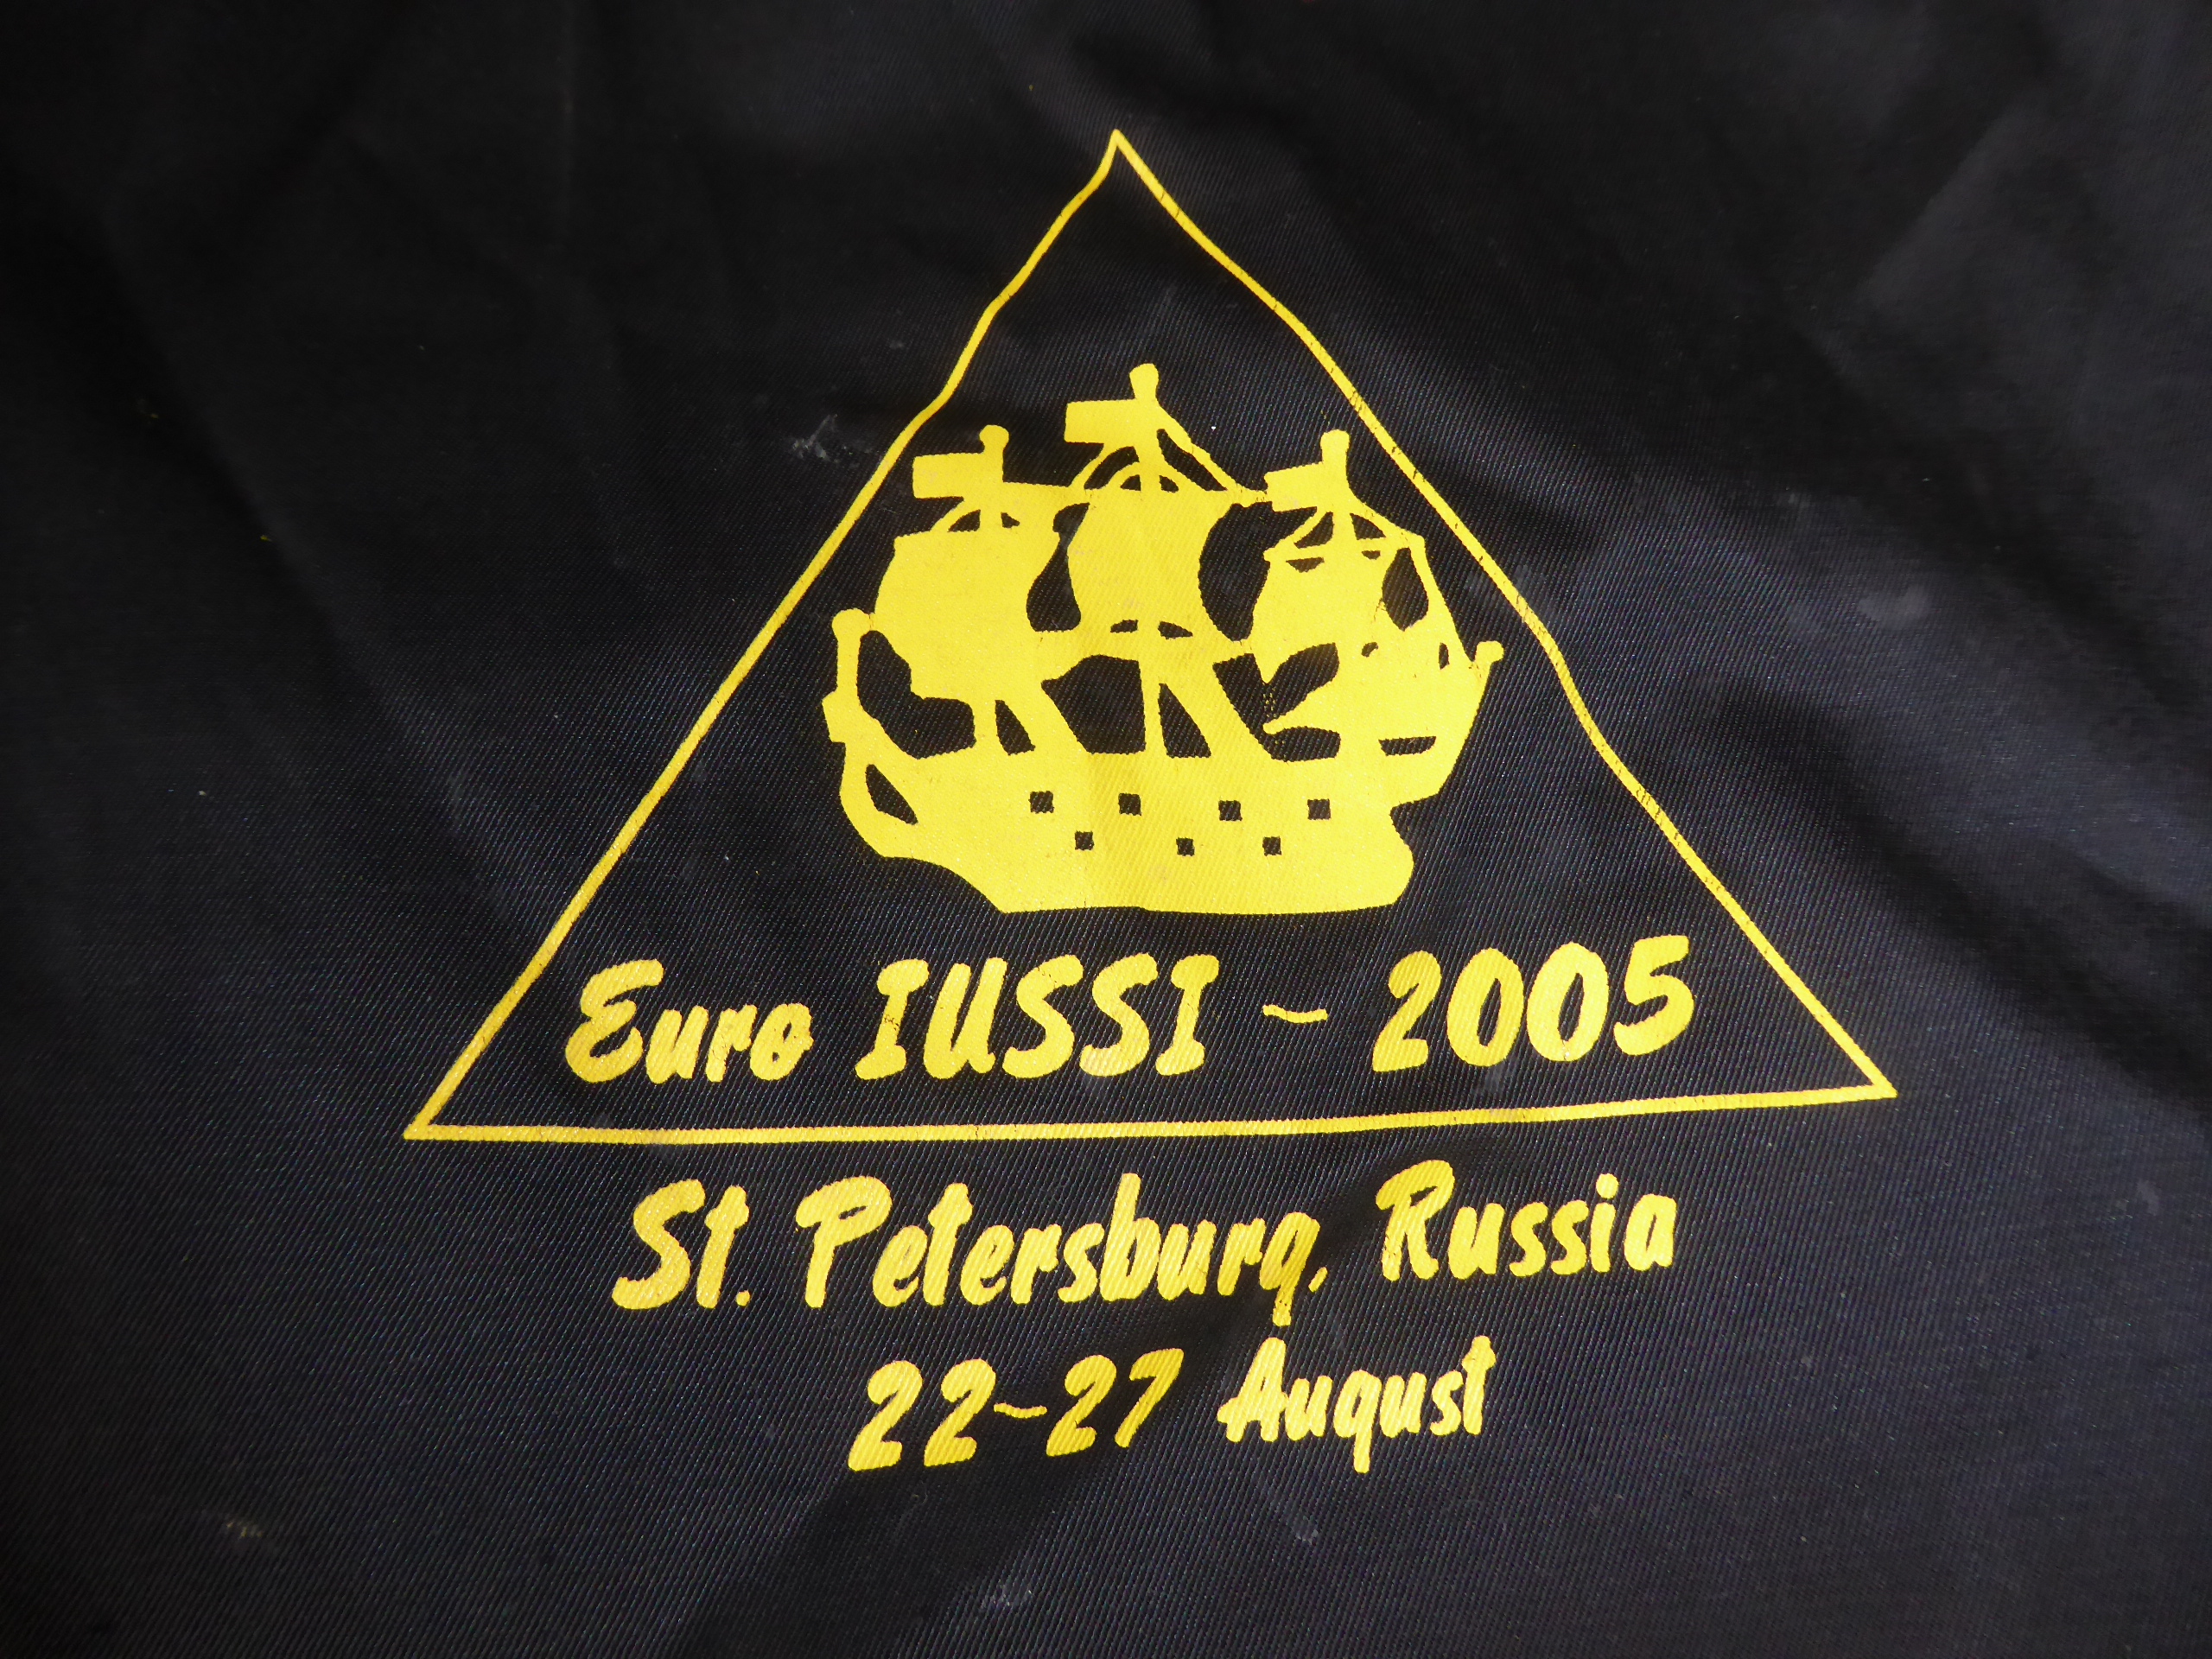 Euro IUSSI - 2005
St. Petersburg, Russia
22-27 August